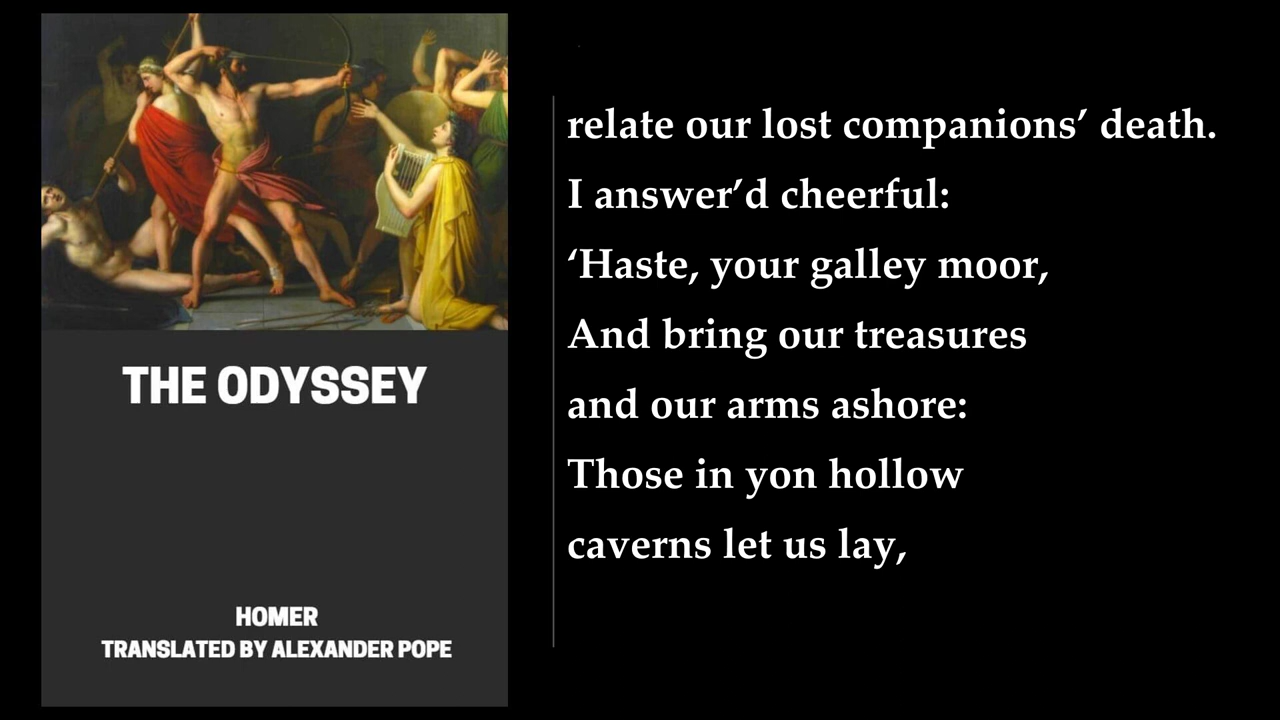 THE ODYSSEY
HOMER
TRANSLATED BY ALEXANDER POPE
relate our lost companions’ death.
I answer’d cheerful:
‘Haste, your galley moor,
And bring our treasures
and our arms ashore:
Those in yon hollow
caverns let us lay,